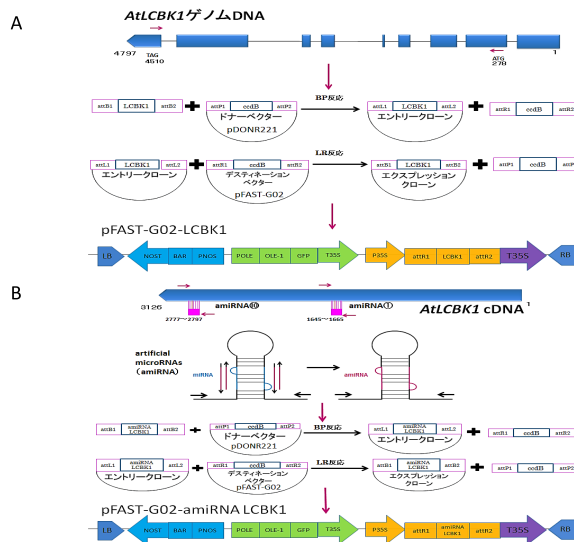 A
AtLCBK1ゲノムDNA
4797
TAG
4510
ATG
278
1
attB1 LCBK1 attB2
attP1 ccdB attP2
ドナーベクター
pDONR221
BP反応
attL1 LCBK1 attL2
エントリークローン
attR1 ccdB attR2
attL1 LCBK1 attL2
エントリークローン
attR1 ccdB attR2
デスティネーション
ベクター
pFAST-G02
LR反応
attB1 LCBK1 attB2
エクスプレッション
クローン
attP1 ccdB attP
pFAST-G02-LCBK1
LB NOST BAR PNOS POLE OLE-1 GFP T35S P35S attR1 LCBK1 attR2 T35S RB
B
3126
amiRNA⑩
amiRNA①
1
2777～2797
1645～1665
AtLCBK1 cDNA
artificial
microRNAs
(amiRNA)
miRNA
amiRNA
attB1 amiRNA LCBK1 attB2
attP1 ccdB attP2
ドナーベクター
pDONR221
BP反応
attL1 amiRNA LCBK1 attL2
エントリークローン
attR1 ccdB attR2
attL1 amiRNA LCBK1 attL2
エントリークローン
attR1 ccdB attR2
デスティネーション
ベクター
pFAST-G02
LR反応
attB1 amiRNA LCBK1 attB2
エクスプレッション
クローン
attP1 ccdB attP2
pFAST-G02-amiRNA LCBK1
LB NOST BAR PNOS POLE OLE-1 GFP T35S P35S attR1 amiRNA LCBK1 attR2 T35S RB